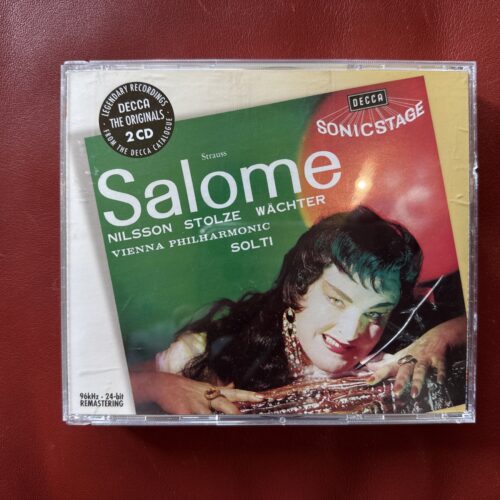 LEGENDARY RECORDINGS
DECCA
THE ORIGINALS
2 CD
FROM THE DECCA CATALOGUE
DECCA
SONICSTAGE
Strauss
Salome
NILSSON STOLZE WÄCHTER
VIENNA PHILHARMONIC
SOLTI
96kHz · 24-bit
REMASTERING